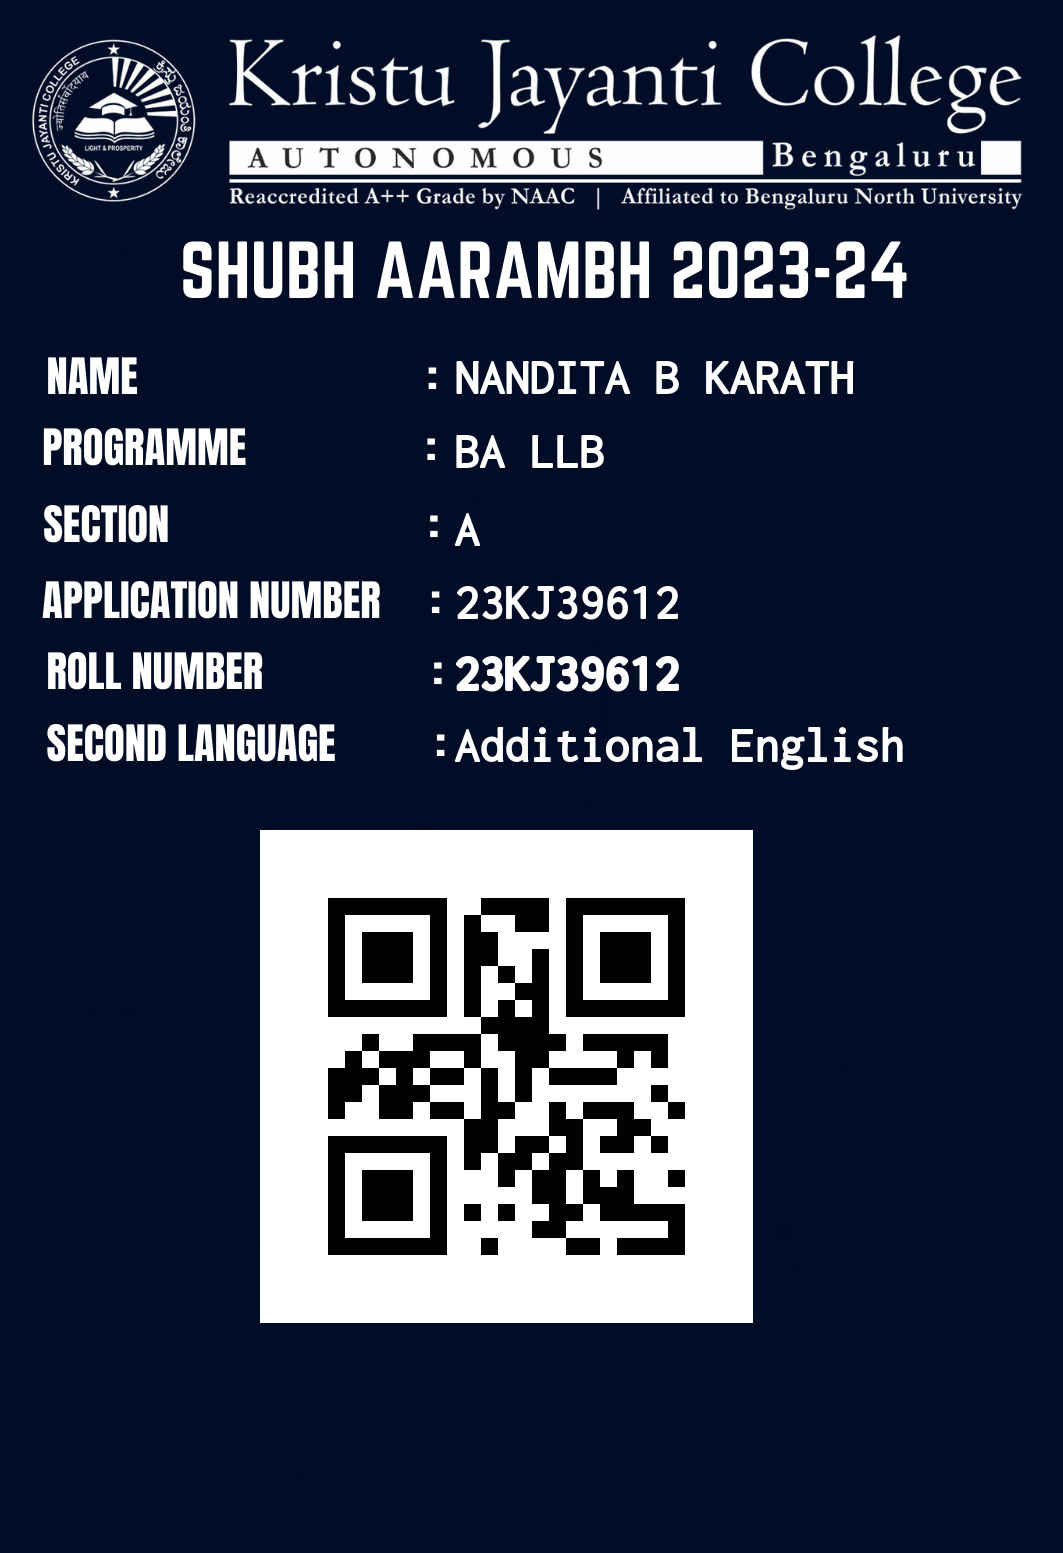 KRISTU JAYANTI COLLEGE
LIGHT & PROSPERITY
Kristu Jayanti College
AUTONOMOUS Bengaluru
Reaccredited A++ Grade by NAAC | Affiliated to Bengaluru North University
SHUBH AARAMBH 2023-24
NAME : NANDITA B KARATH
PROGRAMME : BA LLB
SECTION : A
APPLICATION NUMBER : 23KJ39612
ROLL NUMBER : 23KJ39612
SECOND LANGUAGE : Additional English